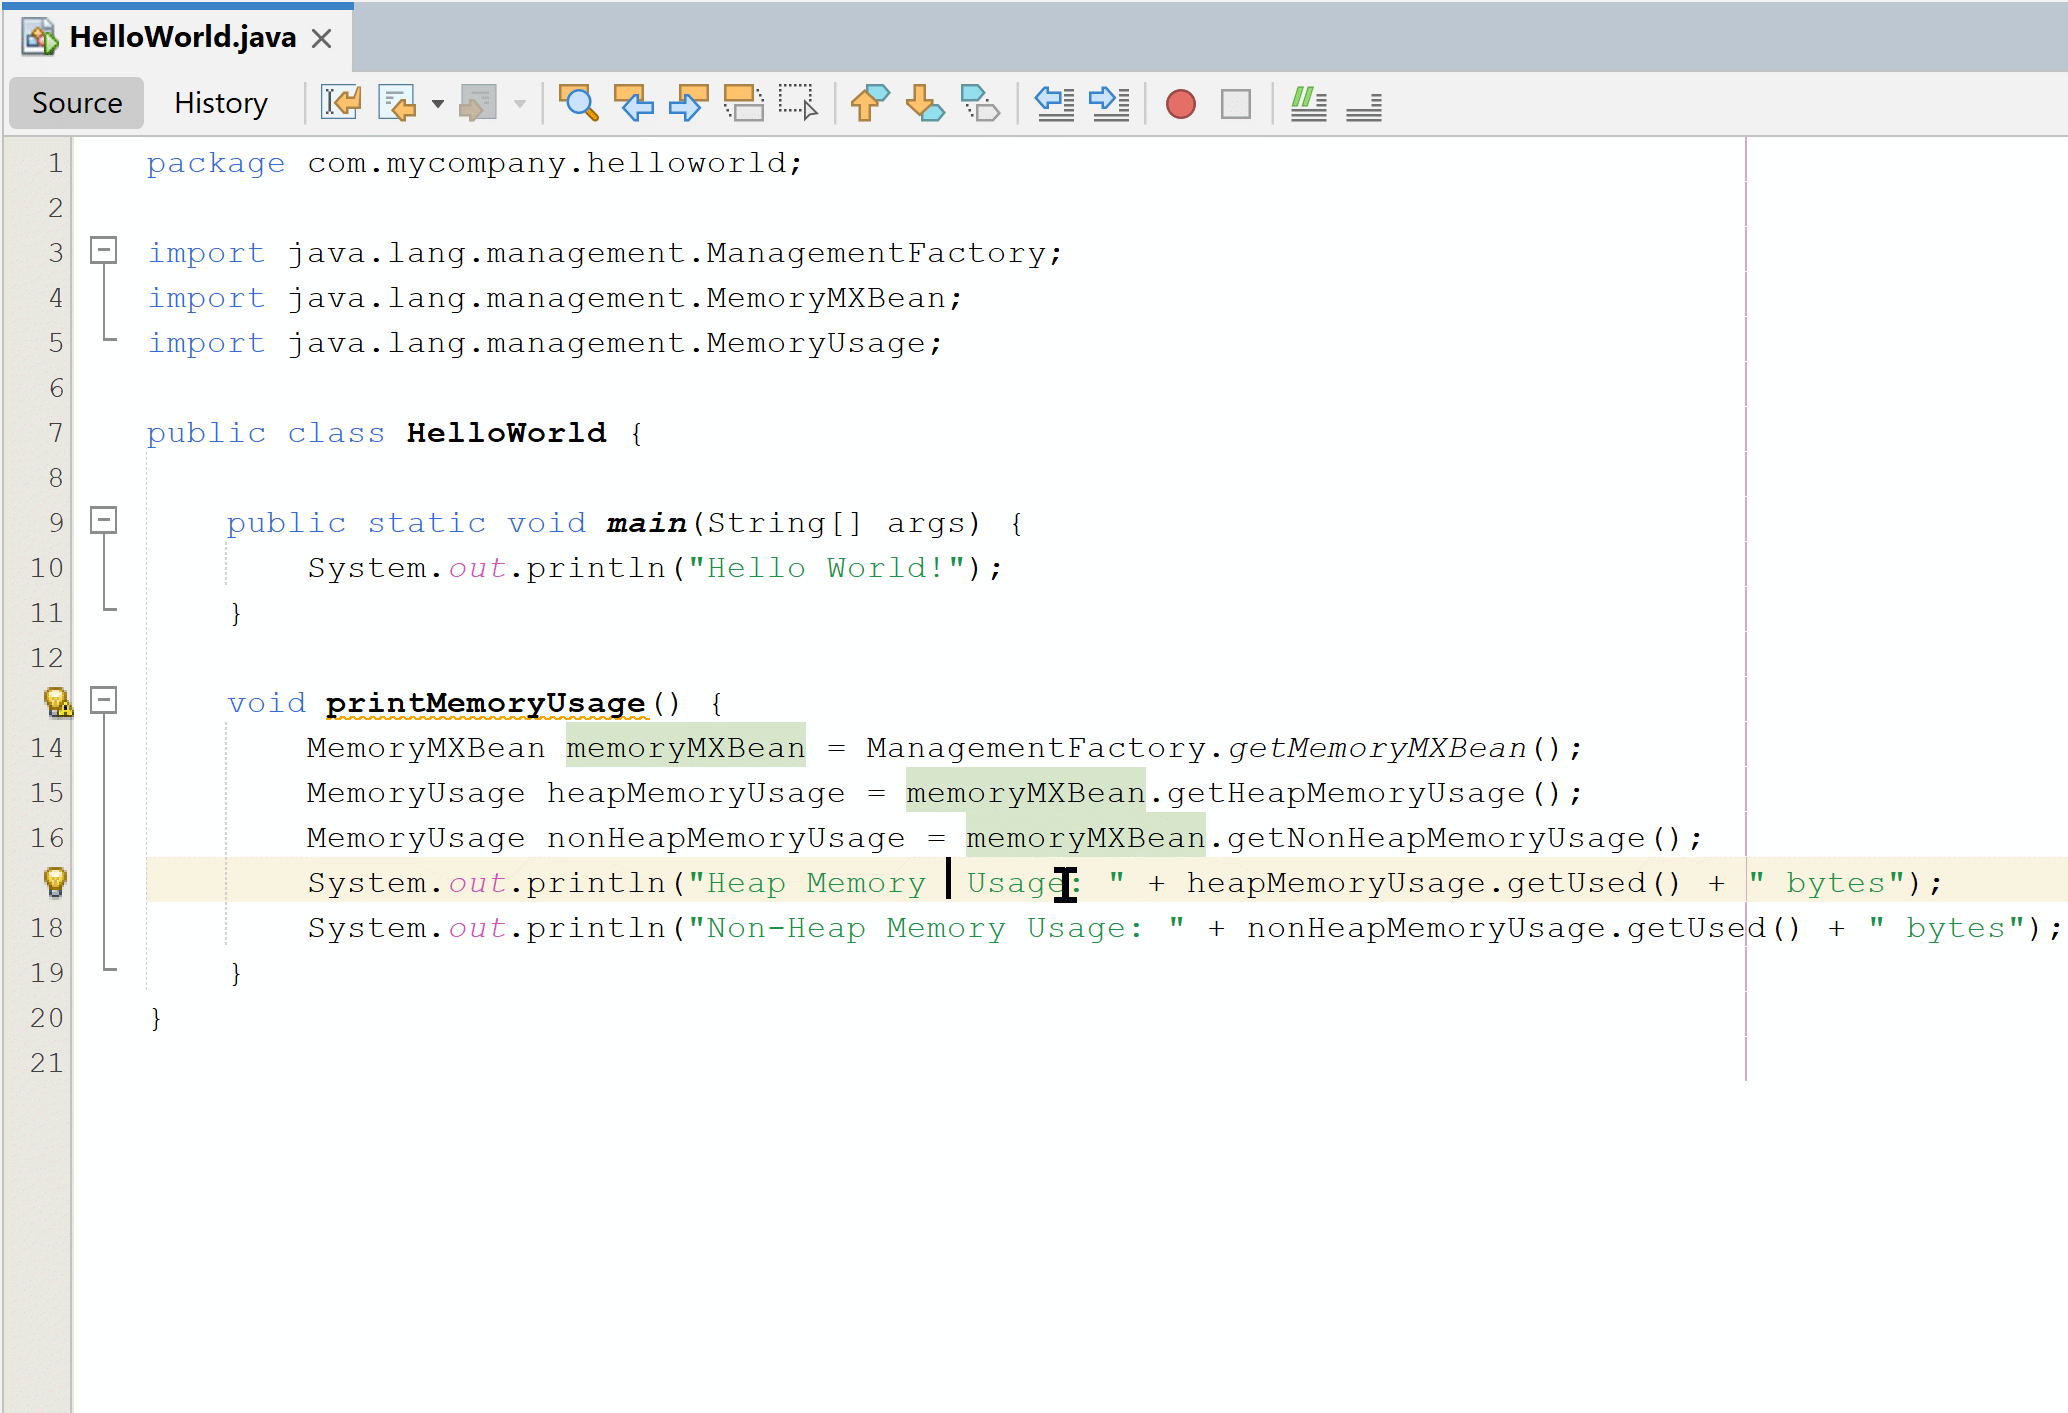 HelloWorld.java
Source History
1 package com.mycompany.helloworld;
2
3 import java.lang.management.ManagementFactory;
4 import java.lang.management.MemoryMXBean;
5 import java.lang.management.MemoryUsage;
6
7 public class HelloWorld {
8
9     public static void main(String[] args) {
10         System.out.println("Hello World!");
11     }
12
    void printMemoryUsage() {
14         MemoryMXBean memoryMXBean = ManagementFactory.getMemoryMXBean();
15         MemoryUsage heapMemoryUsage = memoryMXBean.getHeapMemoryUsage();
16         MemoryUsage nonHeapMemoryUsage = memoryMXBean.getNonHeapMemoryUsage();
        System.out.println("Heap Memory  Usage: " + heapMemoryUsage.getUsed() + " bytes");
18         System.out.println("Non-Heap Memory Usage: " + nonHeapMemoryUsage.getUsed() + " bytes");
19     }
20 }
21